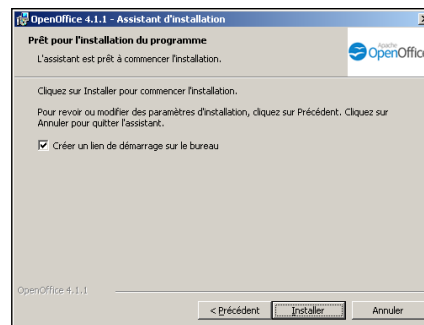 OpenOffice 4.1.1 - Assistant d'installation
Prêt pour l'installation du programme
L'assistant est prêt à commencer l'installation.
Apache
OpenOffice
Cliquez sur Installer pour commencer l'installation.
Pour revoir ou modifier des paramètres d'installation, cliquez sur Précédent. Cliquez sur
Annuler pour quitter l'assistant.
Créer un lien de démarrage sur le bureau
OpenOffice 4.1.1
< Précédent
Installer
Annuler